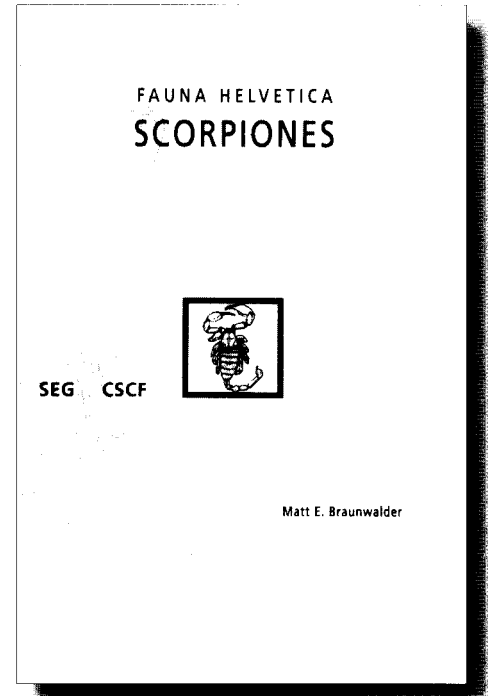 FAUNA HELVETICA
SCORPIONES
SEG CSCF
Matt E. Braunwalder